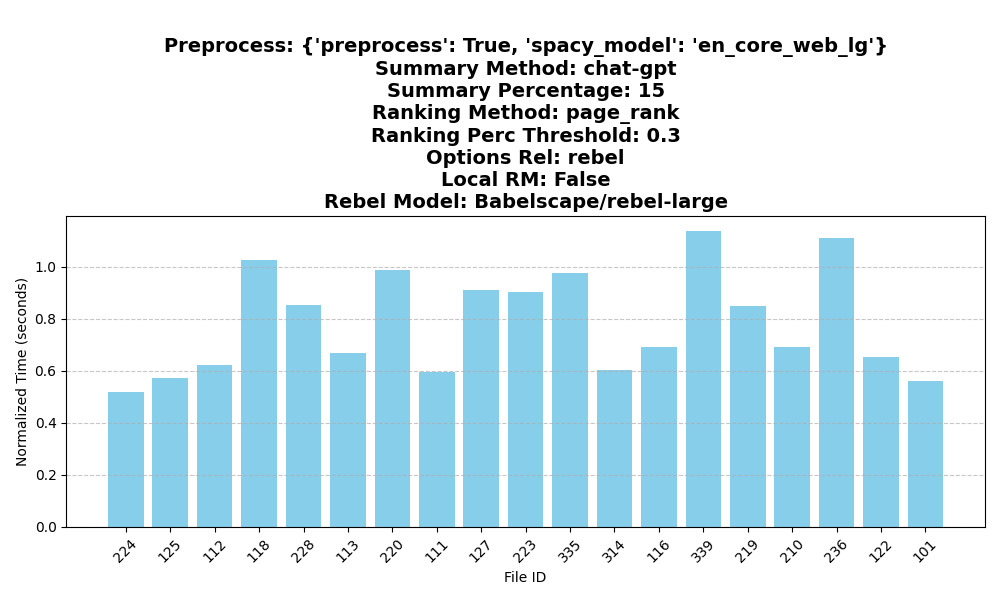 Preprocess: {'preprocess': True, 'spacy_model': 'en_core_web_lg'}
Summary Method: chat-gpt
Summary Percentage: 15
Ranking Method: page_rank
Ranking Perc Threshold: 0.3
Options Rel: rebel
Local RM: False
Rebel Model: Babelscape/rebel-large
Normalized Time (seconds)
1.0
0.8
0.6
0.4
0.2
0.0
224 125 112 118 228 113 220 111 127 223 335 314 116 339 219 210 236 122 101
File ID